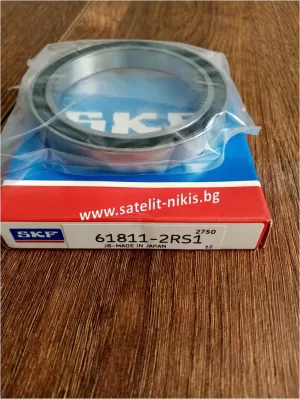 SKF
www.satelit-nikis.bg
2750
SKF 61811-2RS1
JB-MADE IN JAPAN 12